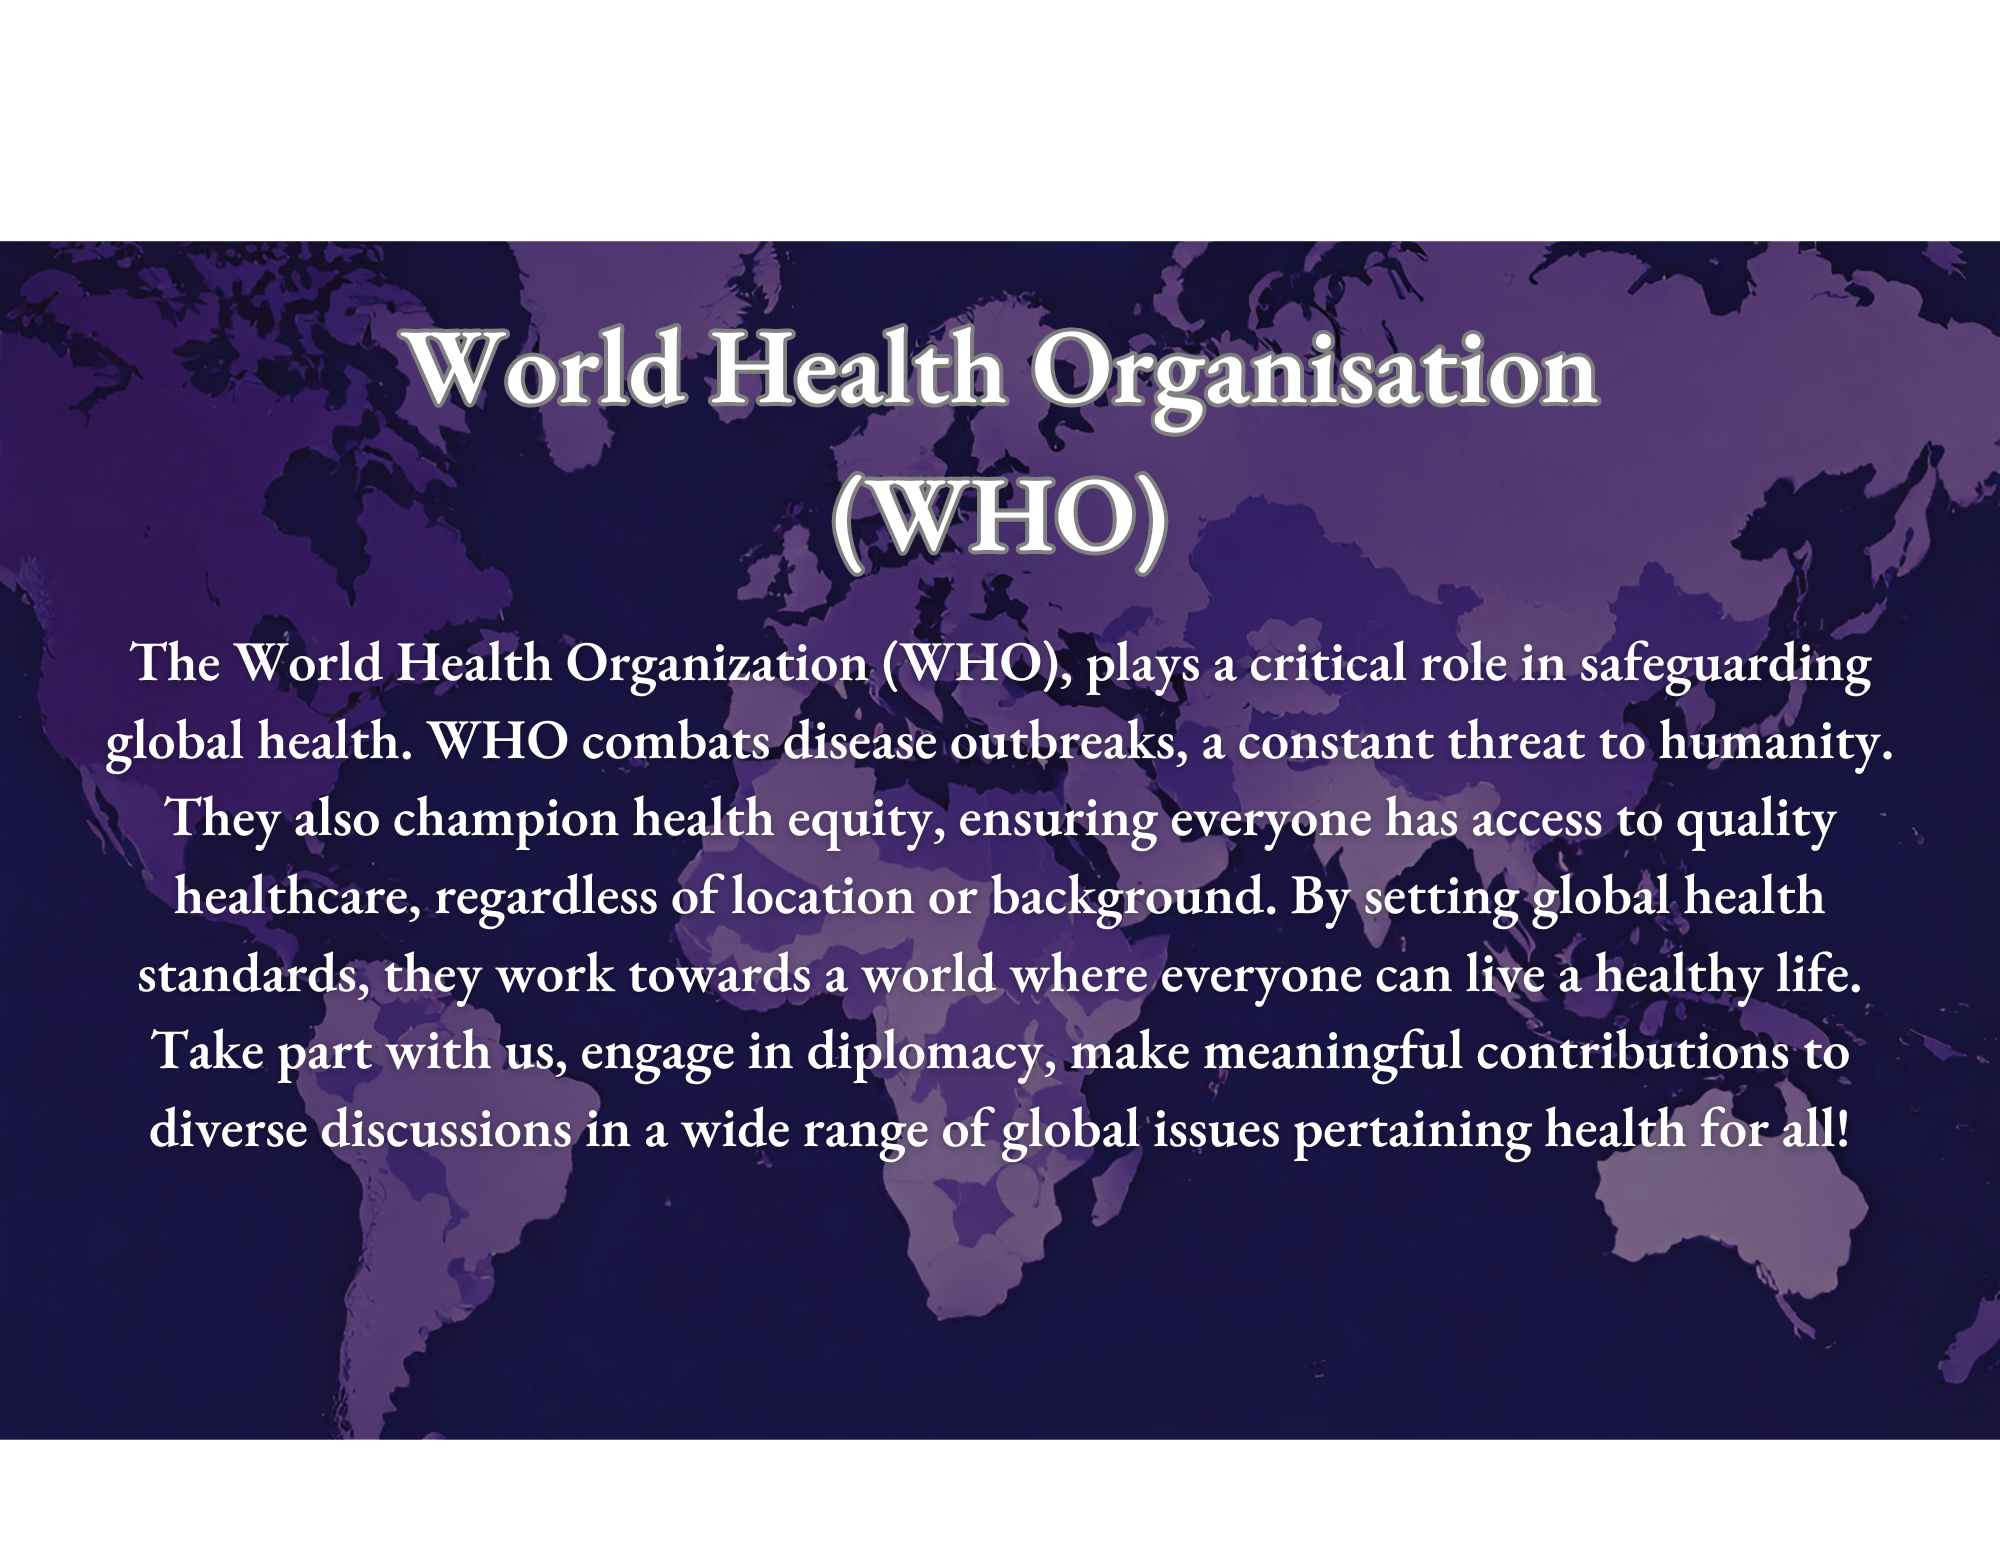 World Health Organisation
(WHO)
The World Health Organization (WHO), plays a critical role in safeguarding
global health. WHO combats disease outbreaks, a constant threat to humanity.
They also champion health equity, ensuring everyone has access to quality
healthcare, regardless of location or background. By setting global health
standards, they work towards a world where everyone can live a healthy life.
Take part with us, engage in diplomacy, make meaningful contributions to
diverse discussions in a wide range of global issues pertaining health for all!